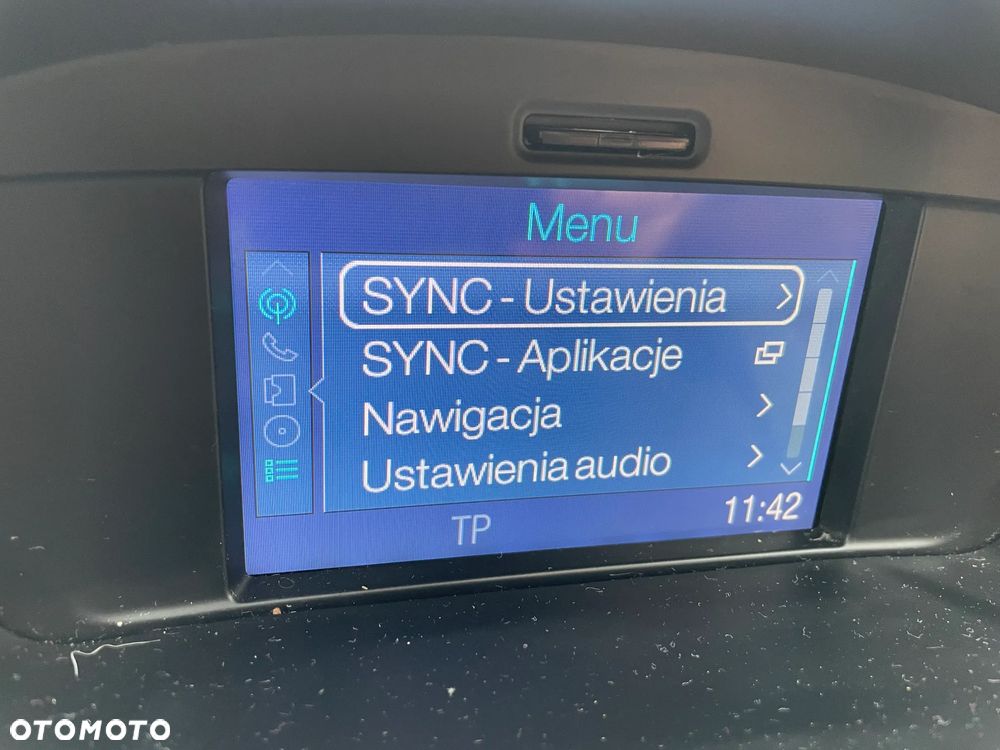 Menu
SYNC - Ustawienia
SYNC - Aplikacje
Nawigacja
Ustawienia audio
TP
11:42
OTOMOTO